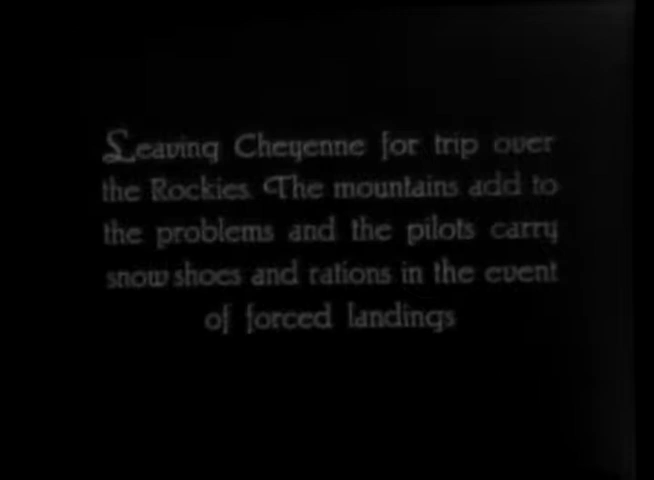 Leaving Cheyenne for trip over
the Rockies. The mountains add to
the problems and the pilots carry
snow shoes and rations in the event
of forced landings